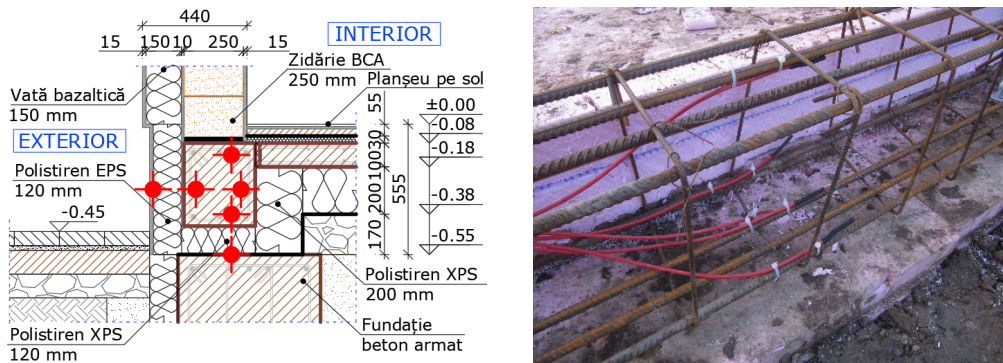 440
15 150 10 250 15
INTERIOR
Zidărie BCA
250 mm
Planșeu pe sol
Vată bazaltică
150 mm
EXTERIOR
Polistiren EPS
120 mm
-0.45
55
±0.00
-0.08
-0.18
-0.38
-0.55
30
100
200
170
555
Polistiren XPS
200 mm
Polistiren XPS
120 mm
Fundație
beton armat